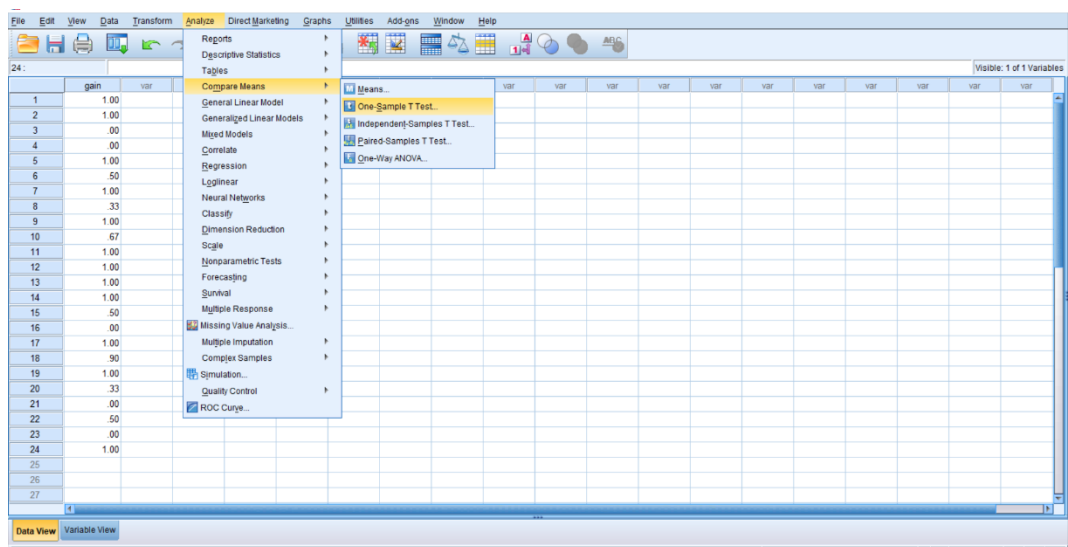 File Edit View Data Transform Analyze Direct Marketing Graphs Utilities Add-ons Window Help
24 : Visible: 1 of 1 Variables
Reports
Descriptive Statistics
Tables
Compare Means
General Linear Model
Generalized Linear Models
Mixed Models
Correlate
Regression
Loglinear
Neural Networks
Classify
Dimension Reduction
Scale
Nonparametric Tests
Forecasting
Survival
Multiple Response
Missing Value Analysis...
Multiple Imputation
Complex Samples
Simulation...
Quality Control
ROC Curve...
Means...
One-Sample T Test...
Independent-Samples T Test...
Paired-Samples T Test...
One-Way ANOVA...
gain var var var var var var var var var var var var
1 1.00
2 1.00
3 .00
4 .00
5 1.00
6 .50
7 1.00
8 .33
9 1.00
10 .67
11 1.00
12 1.00
13 1.00
14 1.00
15 .50
16 .00
17 1.00
18 .90
19 1.00
20 .33
21 .00
22 .50
23 .00
24 1.00
25
26
27
Data View Variable View